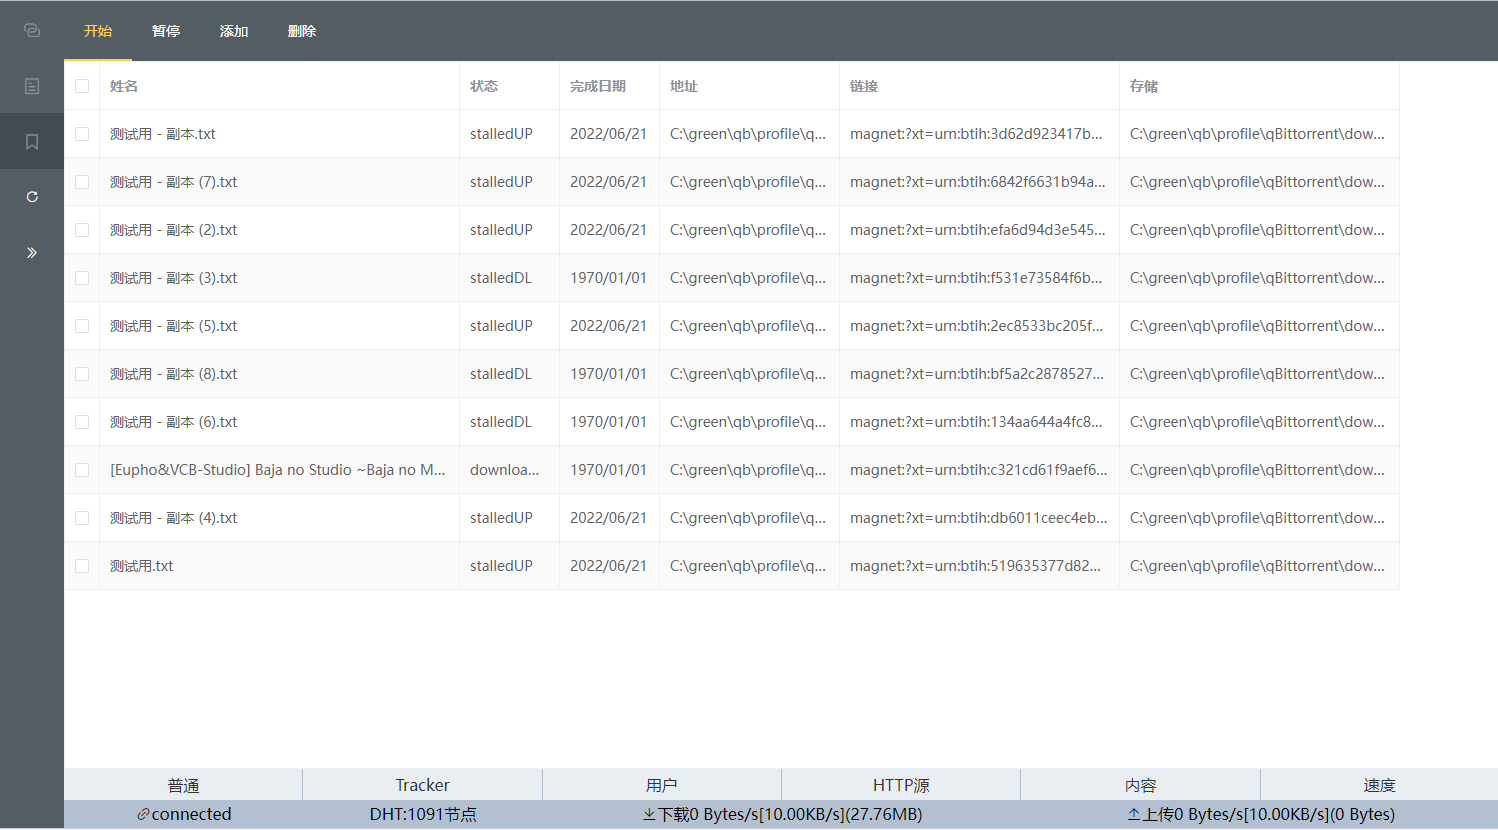 开始 暂停 添加 删除
姓名 状态 完成日期 地址 链接 存储
测试用 - 副本.txt stalledUP 2022/06/21 C:\green\qb\profile\q... magnet:?xt=urn:btih:3d62d923417b... C:\green\qb\profile\qBittorrent\dow...
测试用 - 副本 (7).txt stalledUP 2022/06/21 C:\green\qb\profile\q... magnet:?xt=urn:btih:6842f6631b94a... C:\green\qb\profile\qBittorrent\dow...
测试用 - 副本 (2).txt stalledUP 2022/06/21 C:\green\qb\profile\q... magnet:?xt=urn:btih:efa6d94d3e545... C:\green\qb\profile\qBittorrent\dow...
测试用 - 副本 (3).txt stalledDL 1970/01/01 C:\green\qb\profile\q... magnet:?xt=urn:btih:f531e73584f6b... C:\green\qb\profile\qBittorrent\dow...
测试用 - 副本 (5).txt stalledUP 2022/06/21 C:\green\qb\profile\q... magnet:?xt=urn:btih:2ec8533bc205f... C:\green\qb\profile\qBittorrent\dow...
测试用 - 副本 (8).txt stalledDL 1970/01/01 C:\green\qb\profile\q... magnet:?xt=urn:btih:bf5a2c2878527... C:\green\qb\profile\qBittorrent\dow...
测试用 - 副本 (6).txt stalledDL 1970/01/01 C:\green\qb\profile\q... magnet:?xt=urn:btih:134aa644a4fc8... C:\green\qb\profile\qBittorrent\dow...
[Eupho&VCB-Studio] Baja no Studio ~Baja no M... downloa... 1970/01/01 C:\green\qb\profile\q... magnet:?xt=urn:btih:c321cd61f9aef6... C:\green\qb\profile\qBittorrent\dow...
测试用 - 副本 (4).txt stalledUP 2022/06/21 C:\green\qb\profile\q... magnet:?xt=urn:btih:db6011ceec4eb... C:\green\qb\profile\qBittorrent\dow...
测试用.txt stalledUP 2022/06/21 C:\green\qb\profile\q... magnet:?xt=urn:btih:519635377d82... C:\green\qb\profile\qBittorrent\dow...
普通 Tracker 用户 HTTP源 内容 速度
connected DHT:1091节点 下载0 Bytes/s[10.00KB/s](27.76MB) 上传0 Bytes/s[10.00KB/s](0 Bytes)